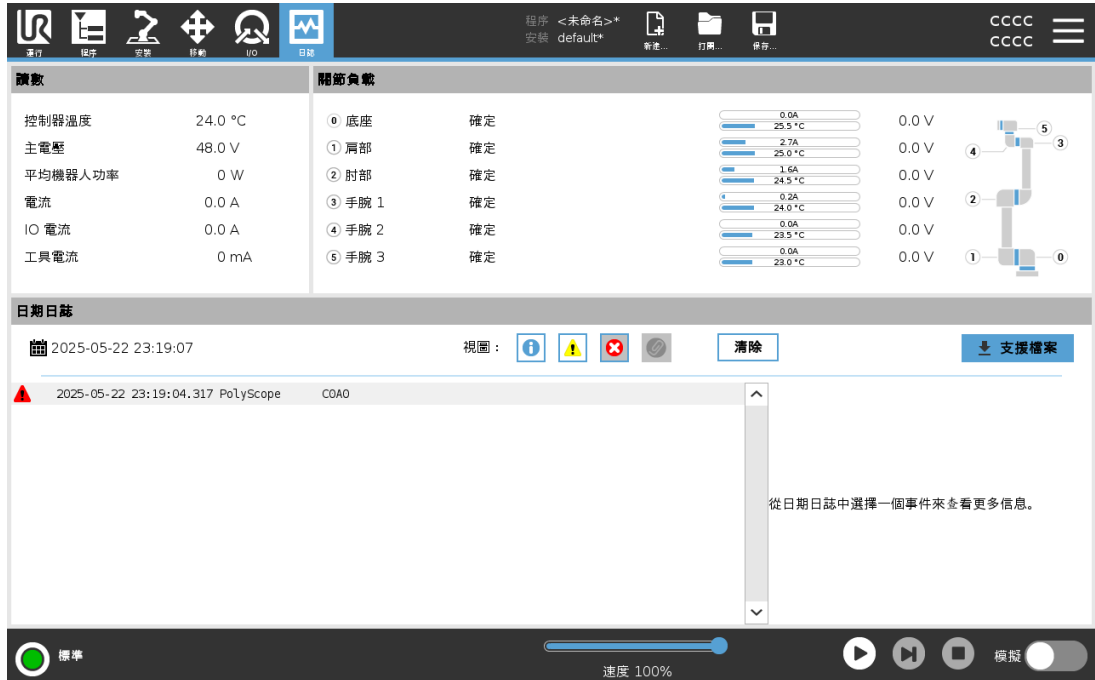 程序 <未命名>*
安裝 default*
運行 程序 安裝 移動 I/O 日誌
新建... 打開... 保存...
CCCC
CCCC
讀數
關節負載
控制器溫度 24.0 °C
主電壓 48.0 V
平均機器人功率 0 W
電流 0.0 A
IO 電流 0.0 A
工具電流 0 mA
0 底座 確定 0.0A 25.5 °C 0.0 V
1 肩部 確定 2.7A 25.0 °C 0.0 V
2 肘部 確定 1.6A 24.5 °C 0.0 V
3 手腕 1 確定 0.2A 24.0 °C 0.0 V
4 手腕 2 確定 0.0A 23.5 °C 0.0 V
5 手腕 3 確定 0.0A 23.0 °C 0.0 V
5
3
4
2
1 0
日期日誌
2025-05-22 23:19:07 視圖： 清除 支援檔案
2025-05-22 23:19:04.317 PolyScope C0A0
從日期日誌中選擇一個事件來查看更多信息。
標準
速度 100%
模擬